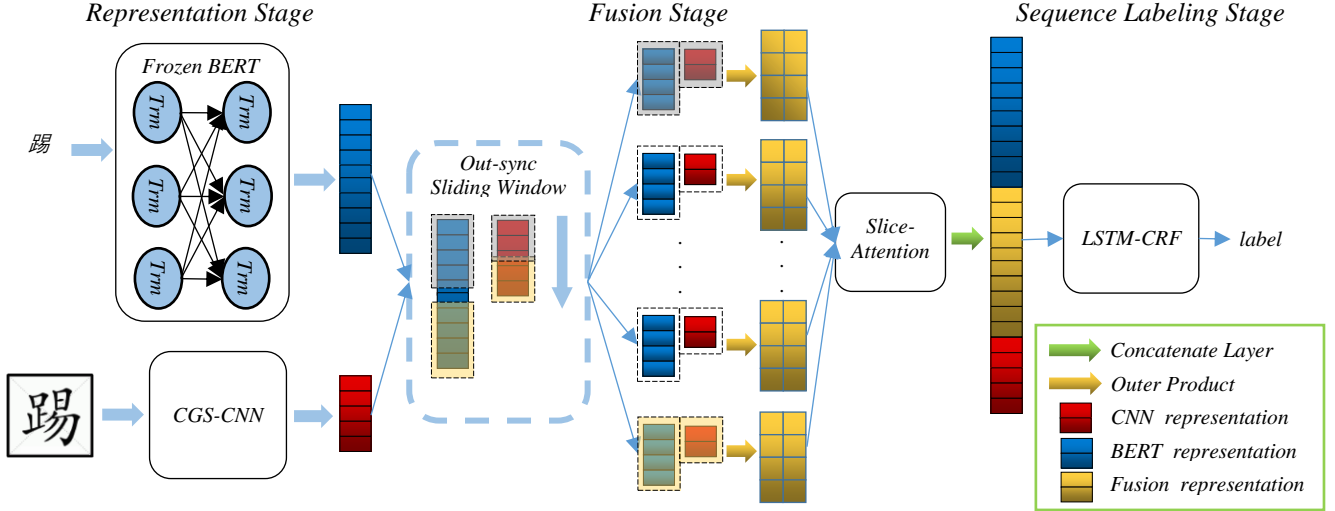 Representation Stage
Fusion Stage
Sequence Labeling Stage
Frozen BERT
Trm
Trm
Trm
Trm
Trm
Trm
踢
Out-sync
Sliding Window
Slice-
Attention
LSTM-CRF
label
踢
CGS-CNN
Concatenate Layer
Outer Product
CNN representation
BERT representation
Fusion representation